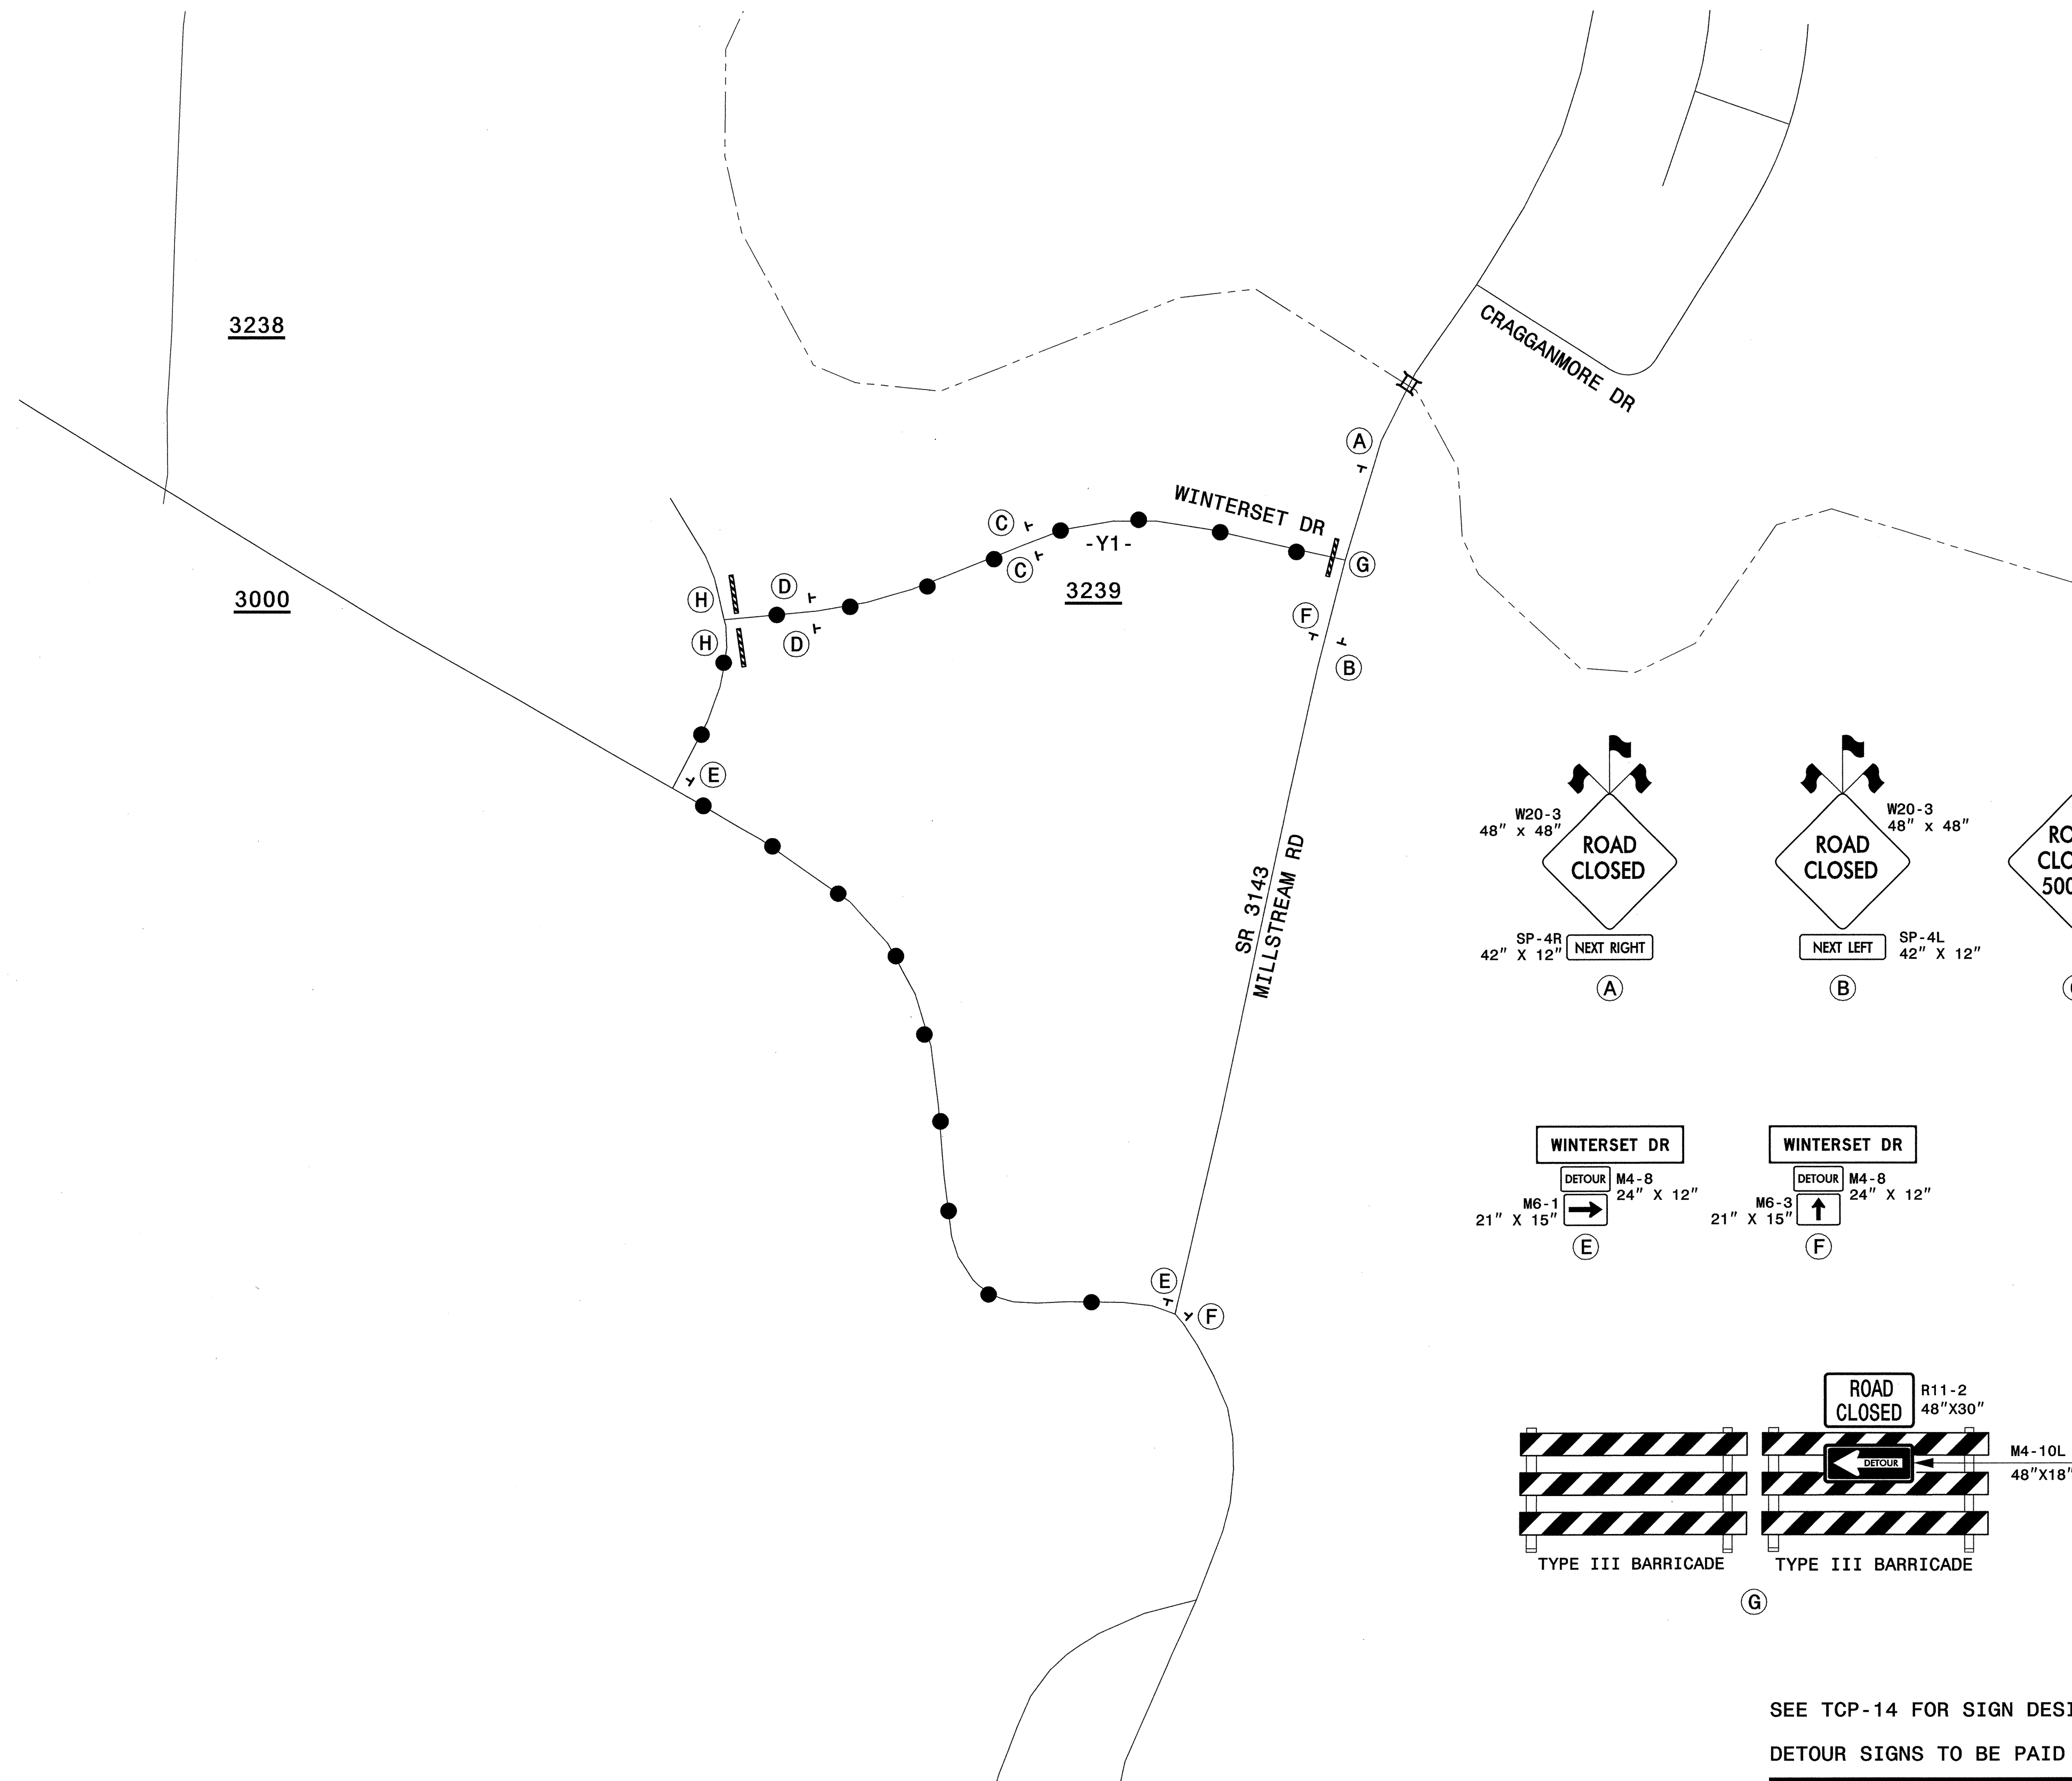 3238
CRAGGANMORE DR
A
WINTERSET DR
C
-Y1-
C
G
3000
3239
D
H
F
H
D
B
E
SR 3143
MILLSTREAM RD
E
F
W20-3
48" x 48"
ROAD
CLOSED
SP-4R
42" X 12"
NEXT RIGHT
A
W20-3
48" x 48"
ROAD
CLOSED
NEXT LEFT
SP-4L
42" X 12"
B
WINTERSET DR
DETOUR
M4-8
24" X 12"
M6-1
21" X 15"
E
WINTERSET DR
DETOUR
M4-8
24" X 12"
M6-3
21" X 15"
F
ROAD
CLOSED
R11-2
48"X30"
DETOUR
M4-10L
48"X18"
TYPE III BARRICADE
TYPE III BARRICADE
G
SEE TCP-14 FOR SIGN
DETOUR SIGNS TO BE PAID